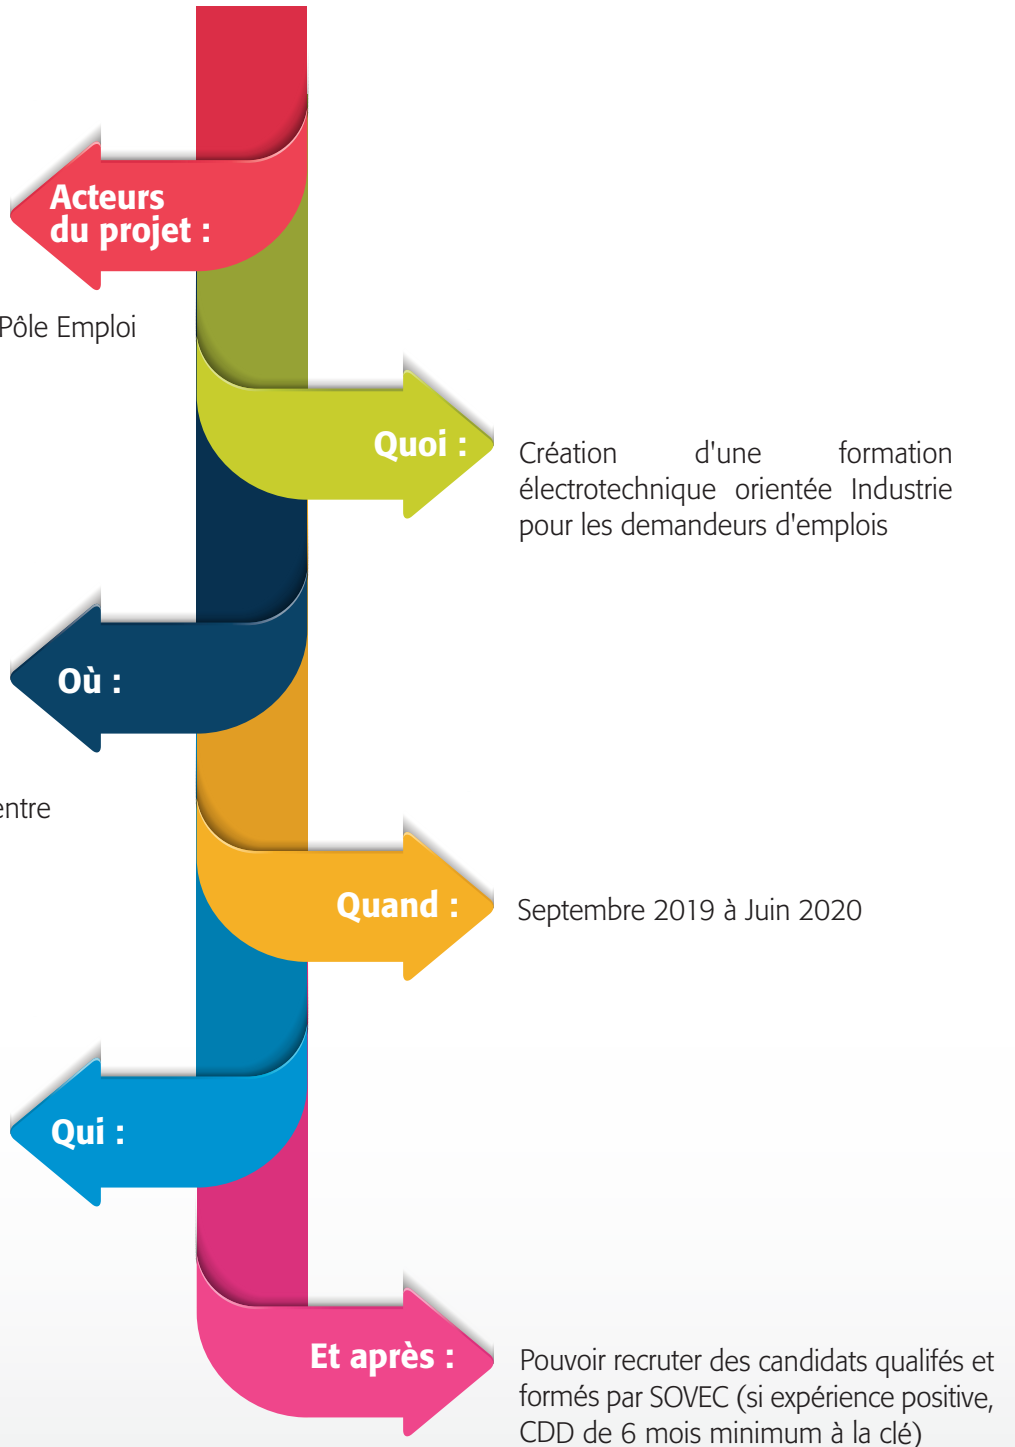 Acteurs
du projet :
Pôle Emploi
Quoi :
Création d'une formation
électrotechnique orientée Industrie
pour les demandeurs d'emplois
Où :
entre
Quand :
Septembre 2019 à Juin 2020
Qui :
Et après :
Pouvoir recruter des candidats qualifés et
formés par SOVEC (si expérience positive,
CDD de 6 mois minimum à la clé)